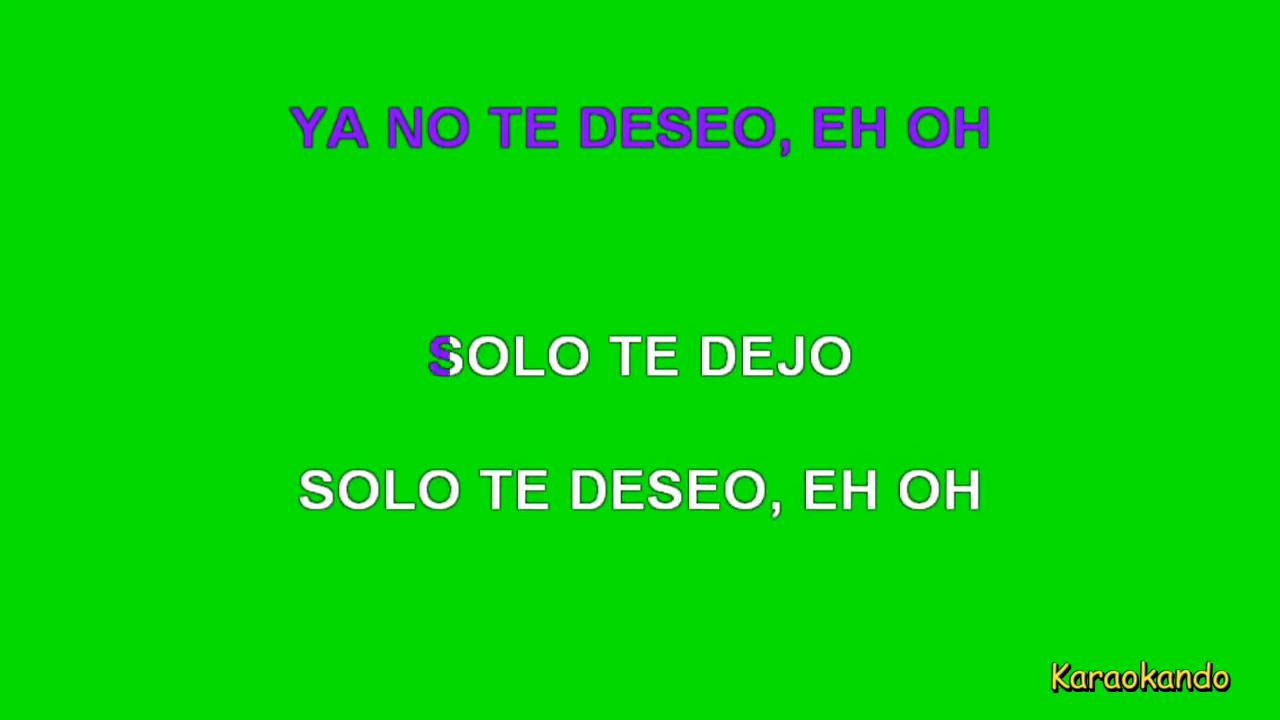 YA NO TE DESEO, EH OH
SOLO TE DEJO
SOLO TE DESEO, EH OH
Karaokando